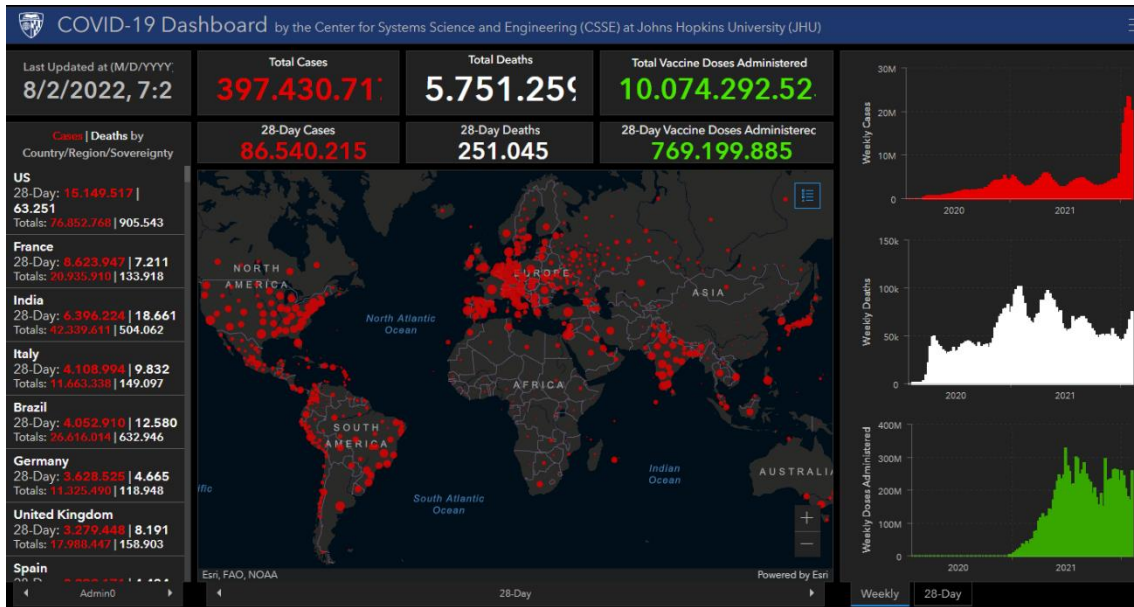 COVID-19 Dashboard by the Center for Systems Science and Engineering (CSSE) at Johns Hopkins University (JHU)
Last Updated at (M/D/YYYY)
8/2/2022, 7:2
Cases | Deaths by
Country/Region/Sovereignty
US
28-Day: 15.149.517 |
63.251
Totals: 76.852.768 | 905.543
France
28-Day: 8.623.947 | 7.211
Totals: 20.935.910 | 133.918
India
28-Day: 6.396.224 | 18.661
Totals: 42.339.611 | 504.062
Italy
28-Day: 4.108.994 | 9.832
Totals: 11.663.338 | 149.097
Brazil
28-Day: 4.052.910 | 12.580
Totals: 26.616.014 | 632.946
Germany
28-Day: 3.628.525 | 4.665
Totals: 11.325.490 | 118.948
United Kingdom
28-Day: 3.279.448 | 8.191
Totals: 17.988.447 | 158.903
Spain
Admin0
Total Cases
397.430.71
Total Deaths
5.751.25
Total Vaccine Doses Administered
10.074.292.52
28-Day Cases
86.540.215
28-Day Deaths
251.045
28-Day Vaccine Doses Administered
769.199.885
NORTH
AMERICA
North Atlantic
Ocean
EUROPE
ASIA
AFRICA
SOUTH
AMERICA
Indian
Ocean
AUSTRALI
ific
South Atlantic
Ocean
+
−
Esri, FAO, NOAA
Powered by Esri
28-Day
Weekly Cases
30M
20M
10M
0
2020
2021
Weekly Deaths
150k
100k
50k
0
2020
2021
Weekly Doses Administered
400M
300M
200M
100M
0
2020
2021
Weekly
28-Day